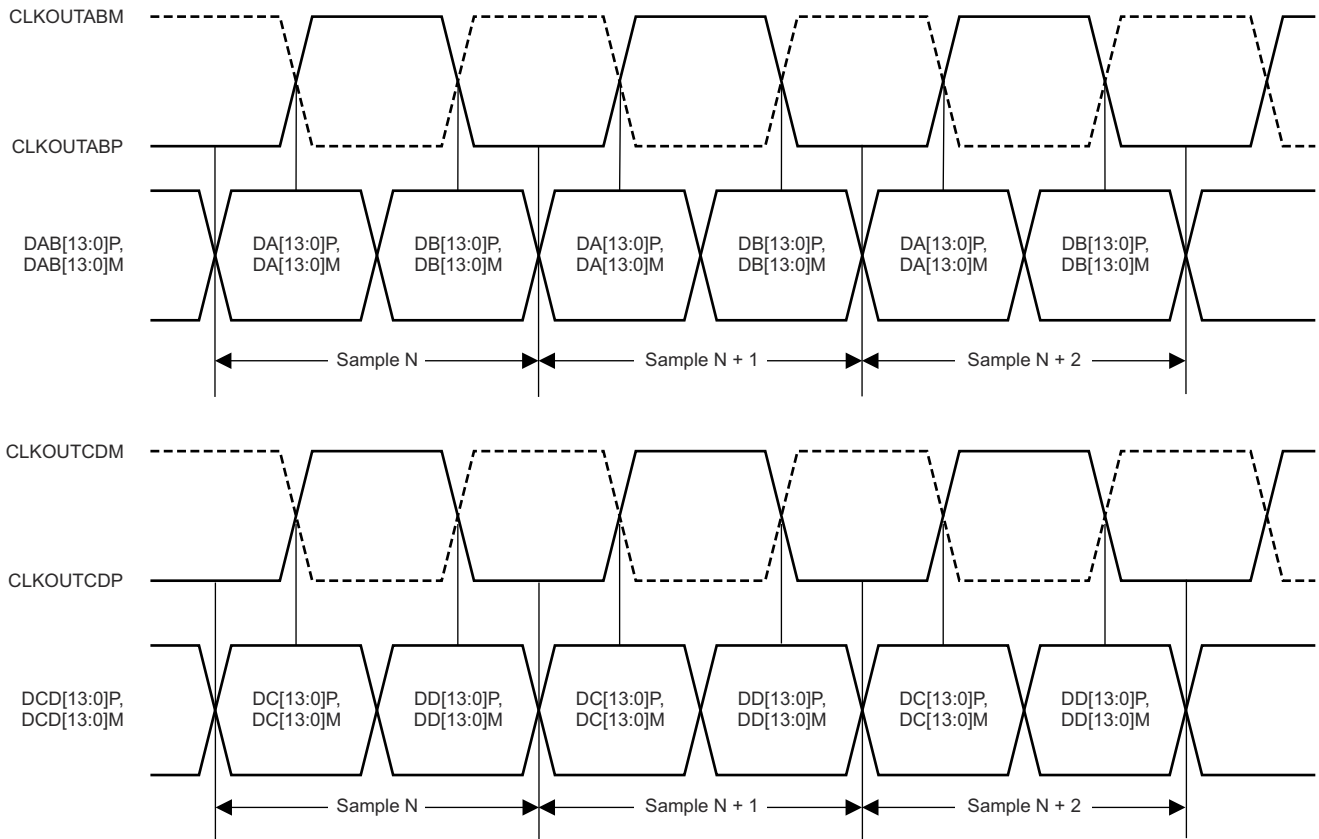 CLKOUTABM
CLKOUTABP
DAB[13:0]P,
DAB[13:0]M
DA[13:0]P,
DA[13:0]M
DB[13:0]P,
DB[13:0]M
DA[13:0]P,
DA[13:0]M
DB[13:0]P,
DB[13:0]M
DA[13:0]P,
DA[13:0]M
DB[13:0]P,
DB[13:0]M
Sample N
Sample N + 1
Sample N + 2
CLKOUTCDM
CLKOUTCDP
DCD[13:0]P,
DCD[13:0]M
DC[13:0]P,
DC[13:0]M
DD[13:0]P,
DD[13:0]M
DC[13:0]P,
DC[13:0]M
DD[13:0]P,
DD[13:0]M
DC[13:0]P,
DC[13:0]M
DD[13:0]P,
DD[13:0]M
Sample N
Sample N + 1
Sample N + 2